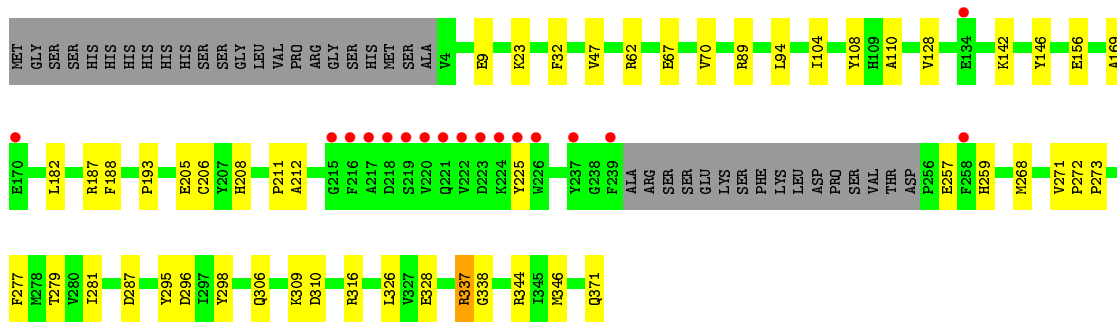 MET GLY SER SER HIS HIS HIS HIS HIS HIS SER SER GLY LEU VAL PRO ARG GLY SER HIS MET SER ALA V4 E9 K23 F32 V47 R62 E67 V70 R89 L94 I104 Y108 H109 A110 V128 E134 K142 Y146 E156 A169
E170 L182 R187 F188 P193 E205 C206 Y207 H208 P211 A212 G215 F216 A217 D218 S219 V220 Q221 V222 D223 K224 Y225 W226 Y237 G238 F239 ALA ARG SER SER GLU LYS SER PHE LYS LEU ASP PRO SER VAL THR ASP P256 E257 F258 H259 M268 V271 P272 P273
F277 M278 T279 V280 I281 D287 Y295 D296 I297 Y298 Q306 K309 D310 R316 L326 V327 E328 R337 G338 R344 I345 M346 Q371